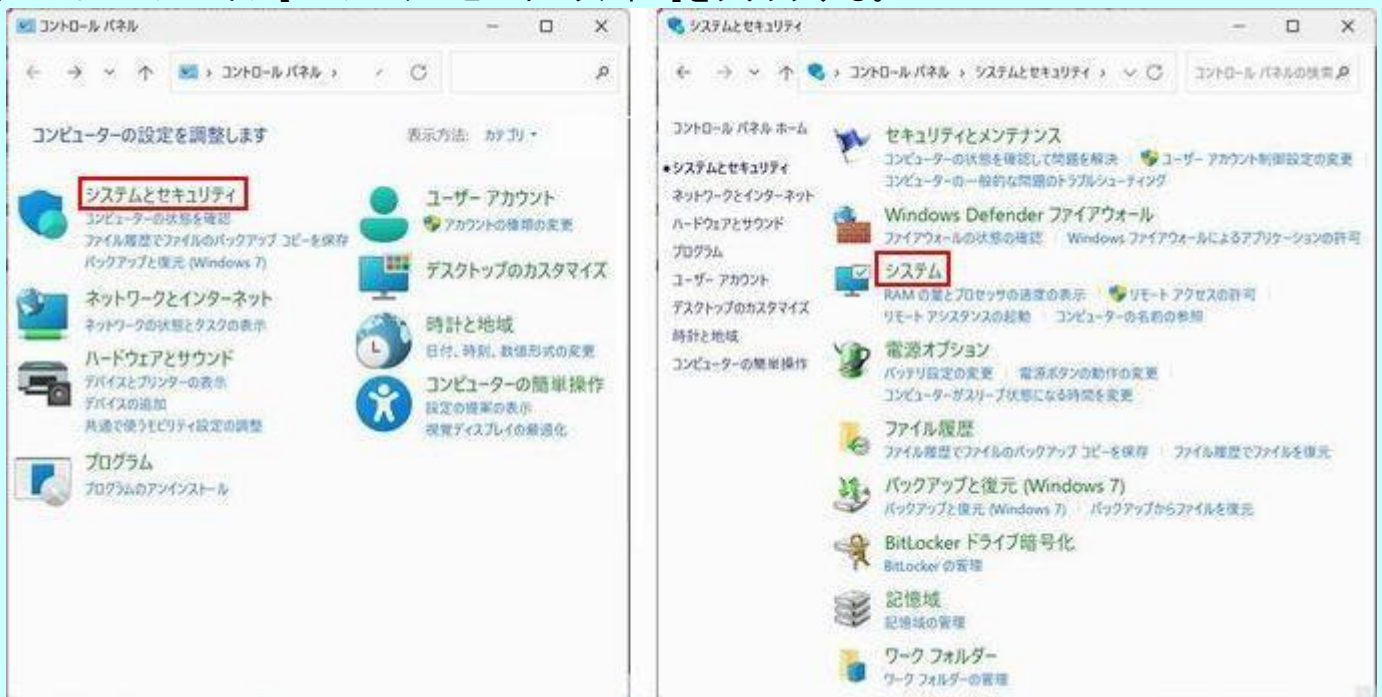 コントロール パネル
コントロール パネル
コンピューターの設定を調整します
表示方法: カテゴリ
システムとセキュリティ
コンピューターの状態を確認
ファイル履歴でファイルのバックアップ コピーを保存
バックアップと復元 (Windows 7)
ネットワークとインターネット
ネットワークの状態とタスクの表示
ハードウェアとサウンド
デバイスとプリンターの表示
デバイスの追加
共通で使うモビリティ設定の調整
プログラム
プログラムのアンインストール
ユーザー アカウント
アカウントの種類の変更
デスクトップのカスタマイズ
時計と地域
日付、時刻、数値形式の変更
コンピューターの簡単操作
設定の提案の表示
視覚ディスプレイの最適化
システムとセキュリティ
コントロール パネル › システムとセキュリティ ›
コントロール パネルの検索
コントロール パネル ホーム
システムとセキュリティ
ネットワークとインターネット
ハードウェアとサウンド
プログラム
ユーザー アカウント
デスクトップのカスタマイズ
時計と地域
コンピューターの簡単操作
セキュリティとメンテナンス
コンピューターの状態を確認して問題を解決 ユーザー アカウント制御設定の変更
コンピューターの一般的な問題のトラブルシューティング
Windows Defender ファイアウォール
ファイアウォールの状態の確認 Windows ファイアウォールによるアプリケーションの許可
システム
RAM の量とプロセッサの速度の表示 リモート アクセスの許可
リモート アシスタンスの起動 コンピューターの名前の参照
電源オプション
バッテリ設定の変更 電源ボタンの動作の変更
コンピューターがスリープ状態になる時間を変更
ファイル履歴
ファイル履歴でファイルのバックアップ コピーを保存 ファイル履歴でファイルを復元
バックアップと復元 (Windows 7)
バックアップと復元 (Windows 7) バックアップからファイルを復元
BitLocker ドライブ暗号化
BitLocker の管理
記憶域
記憶域の管理
ワーク フォルダー
ワーク フォルダーの管理